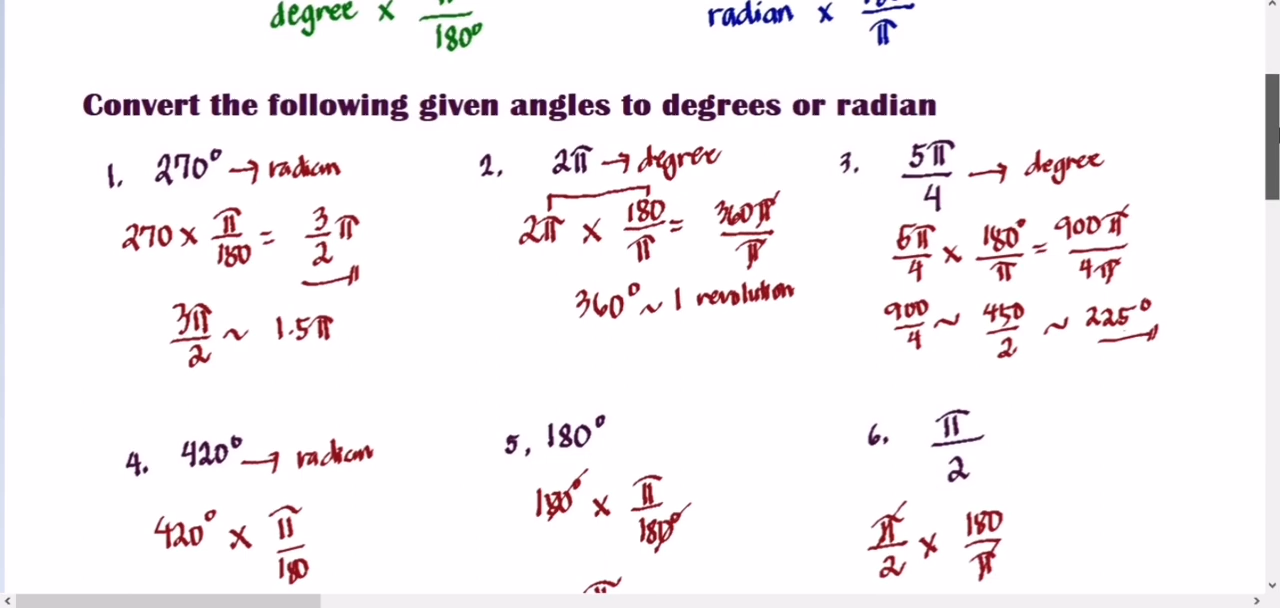 degree × π/180°
radian × 180/π
Convert the following given angles to degrees or radian
1. 270° → radian
270 × π/180 = 3/2 π
3π/2 ~ 1.5π
2. 2π → degree
2π × 180/π = 360π/π
360° ~ 1 revolution
3. 5π/4 → degree
5π/4 × 180°/π = 900π/4π
900/4 ~ 450/2 ~ 225°
4. 420° → radian
420° × π/180
5, 180°
180° × π/180°
π
6. π/2
π/2 × 180/π